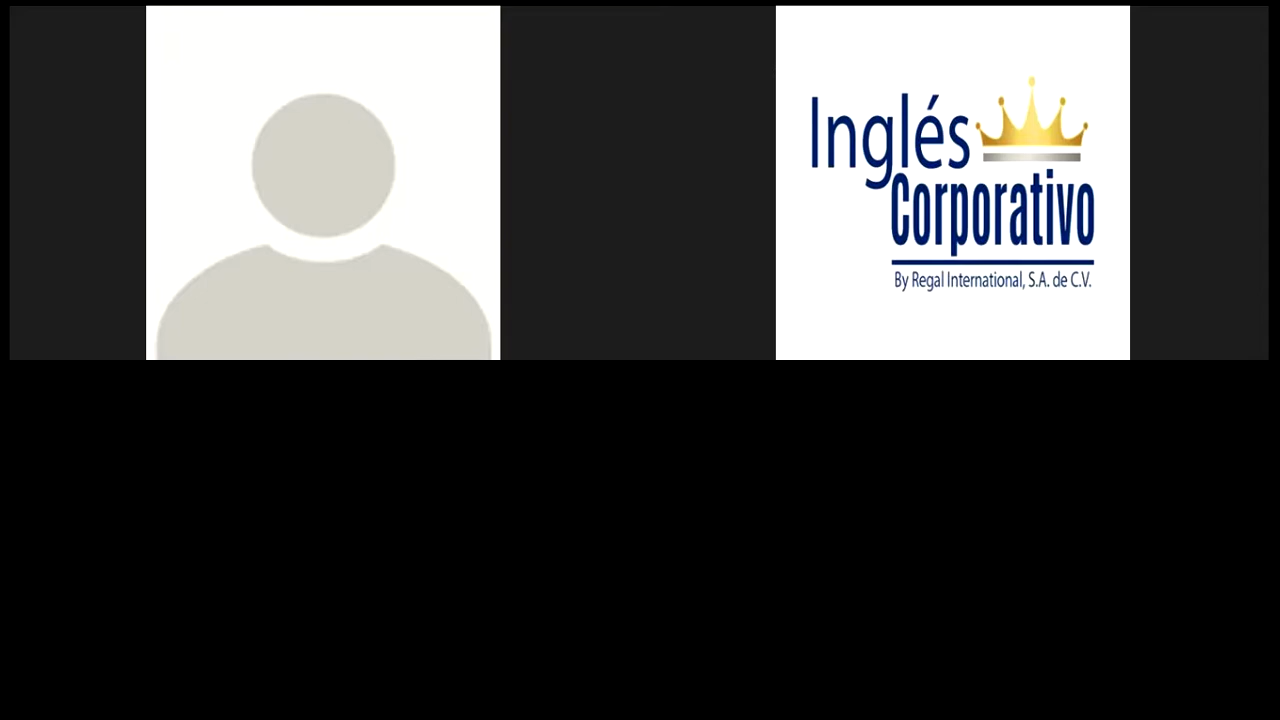 Inglés
Corporativo
By Regal International, S.A. de C.V.